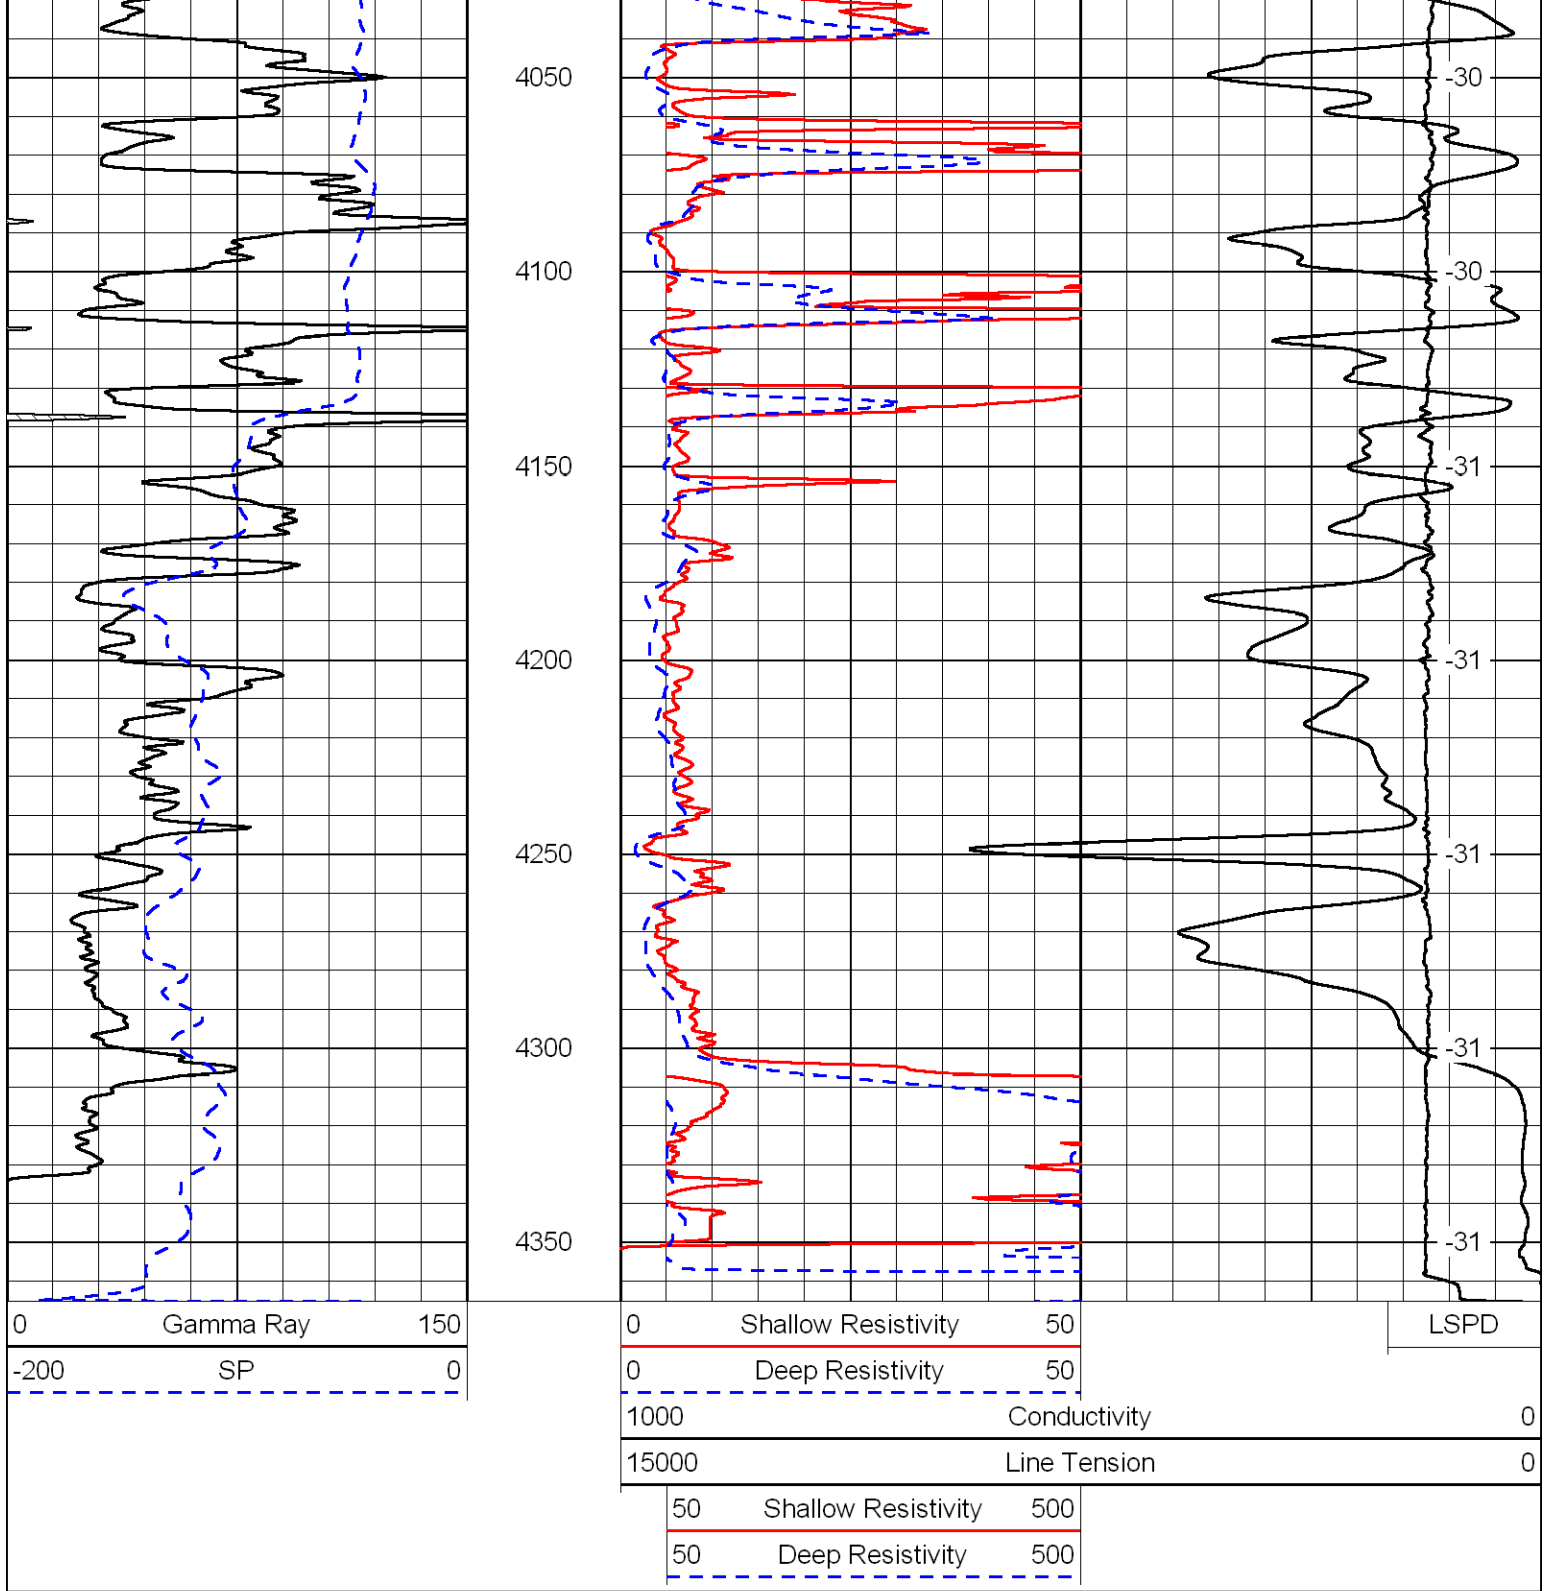 4050 -30
4100 -30
4150 -31
4200 -31
4250 -31
4300 -31
4350 -31
0 Gamma Ray 150 0 Shallow Resistivity 50 LSPD
-200 SP 0 0 Deep Resistivity 50
1000 Conductivity 0
15000 Line Tension 0
50 Shallow Resistivity 500
50 Deep Resistivity 500